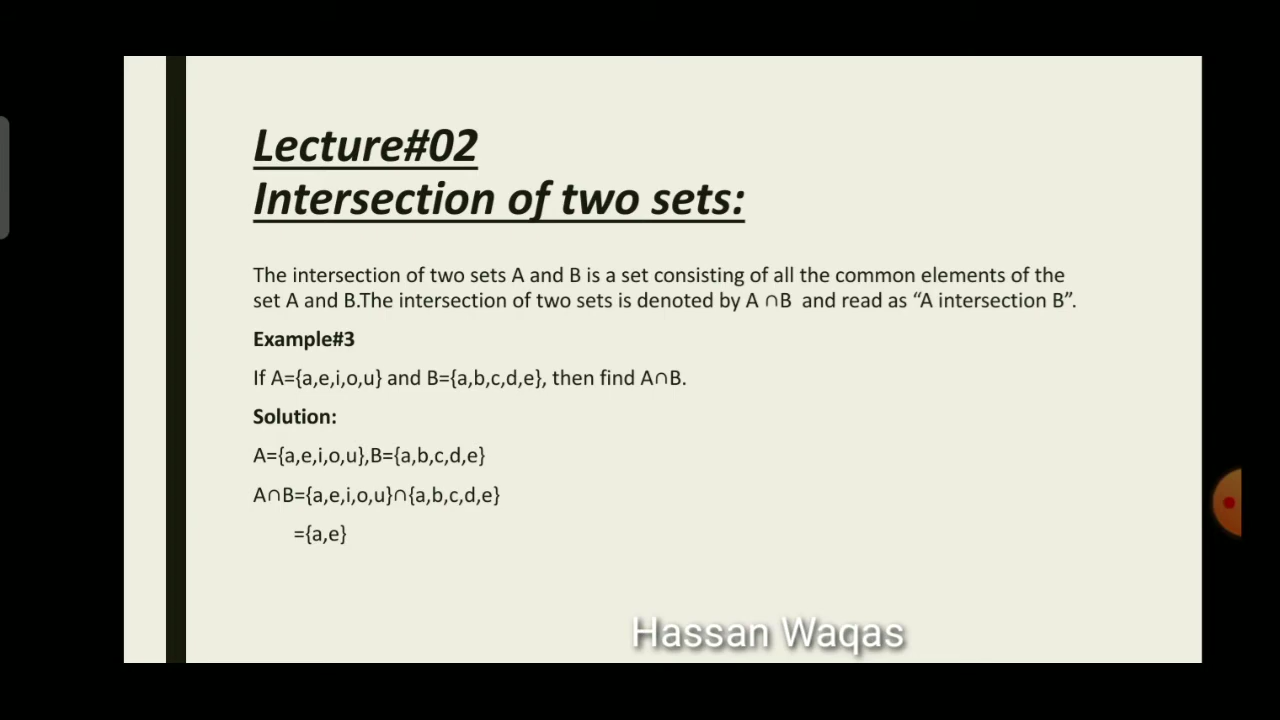 Lecture#02
Intersection of two sets:
The intersection of two sets A and B is a set consisting of all the common elements of the
set A and B.The intersection of two sets is denoted by A ∩B  and read as “A intersection B”.
Example#3
If A={a,e,i,o,u} and B={a,b,c,d,e}, then find A∩B.
Solution:
A={a,e,i,o,u},B={a,b,c,d,e}
A∩B={a,e,i,o,u}∩{a,b,c,d,e}
={a,e}
Hassan Waqas